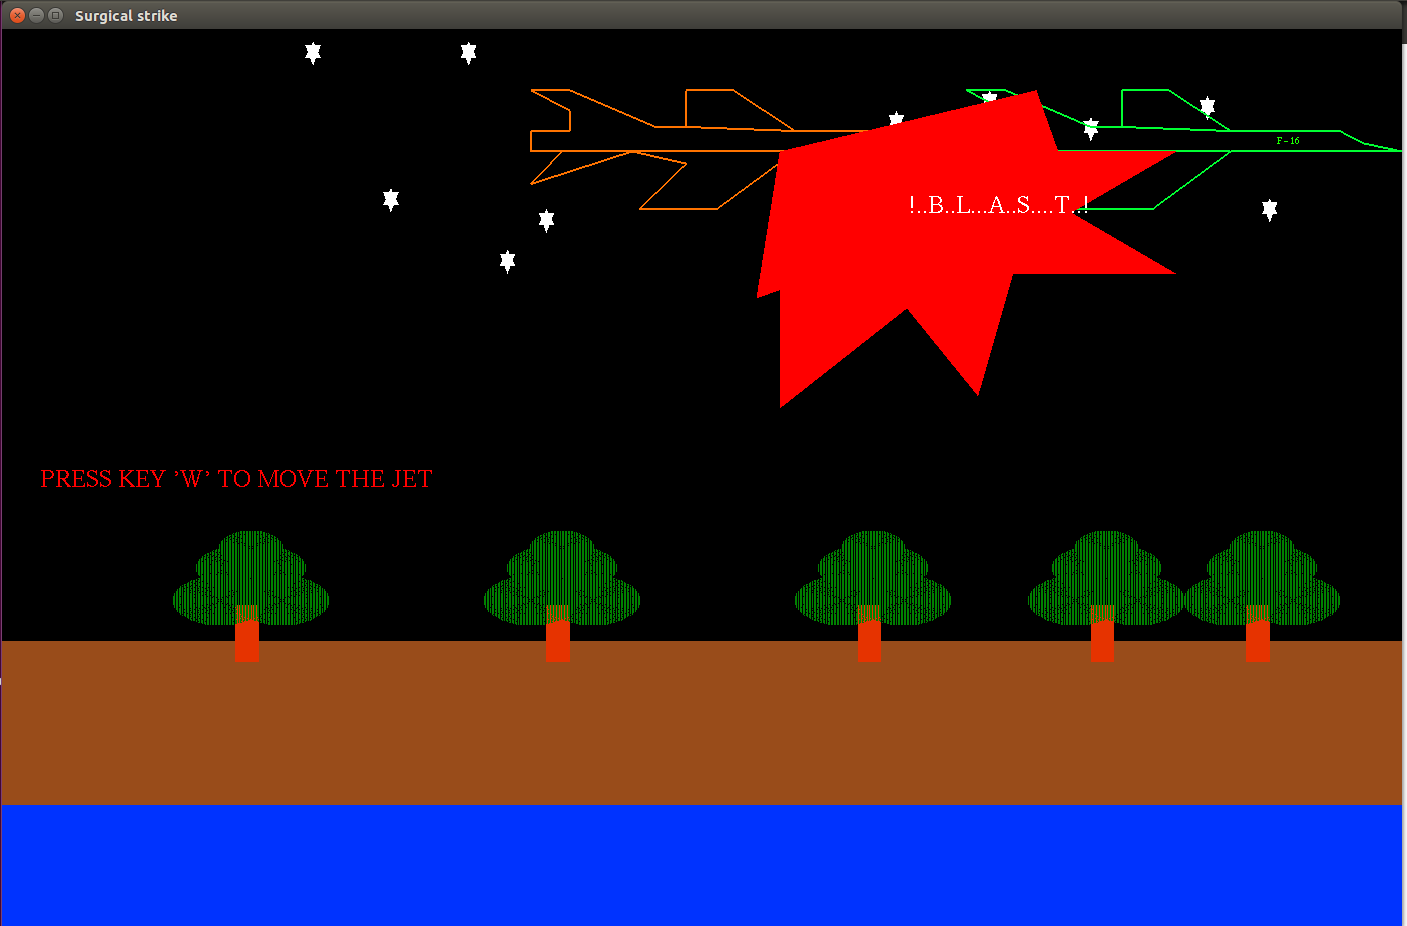 Surgical strike
F - 16
!..B..L...A..S....T..!
PRESS KEY 'W' TO MOVE THE JET